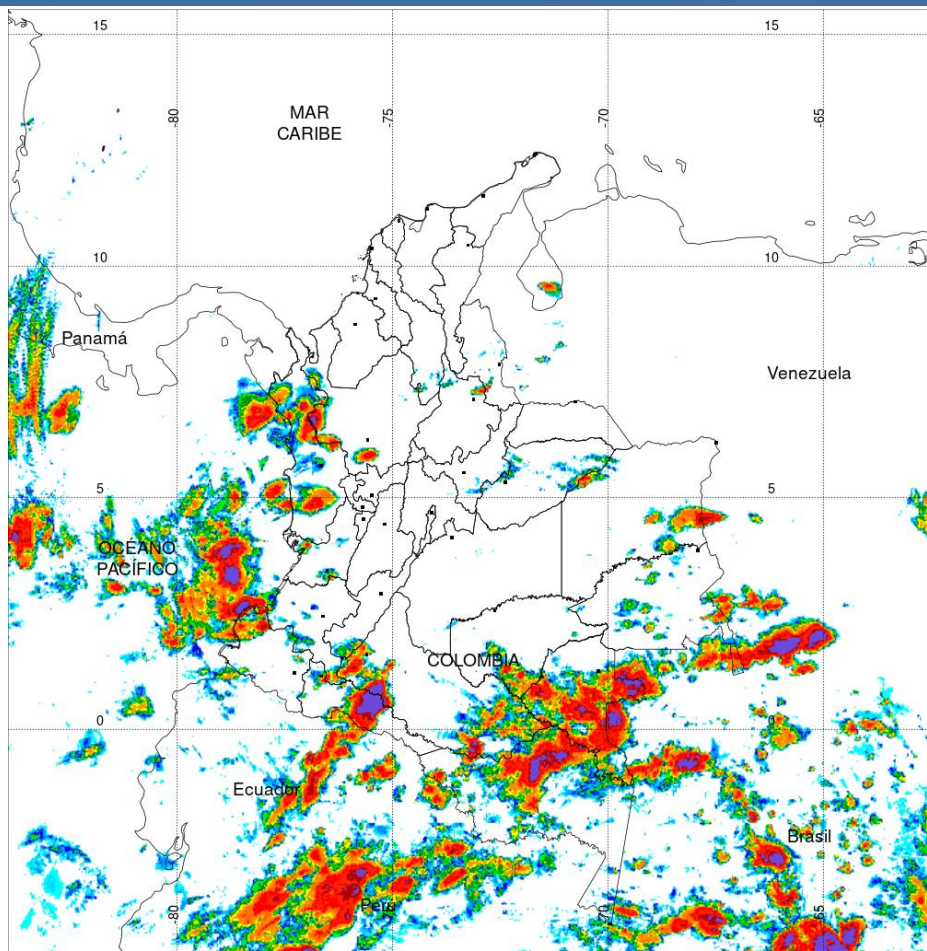 15
15
-80
-75
-70
-65
MAR
CARIBE
10
10
Panamá
Venezuela
5
5
OCÉANO
PACÍFICO
COLOMBIA
0
0
Ecuador
Brasil
Perú
-80
-70
-65